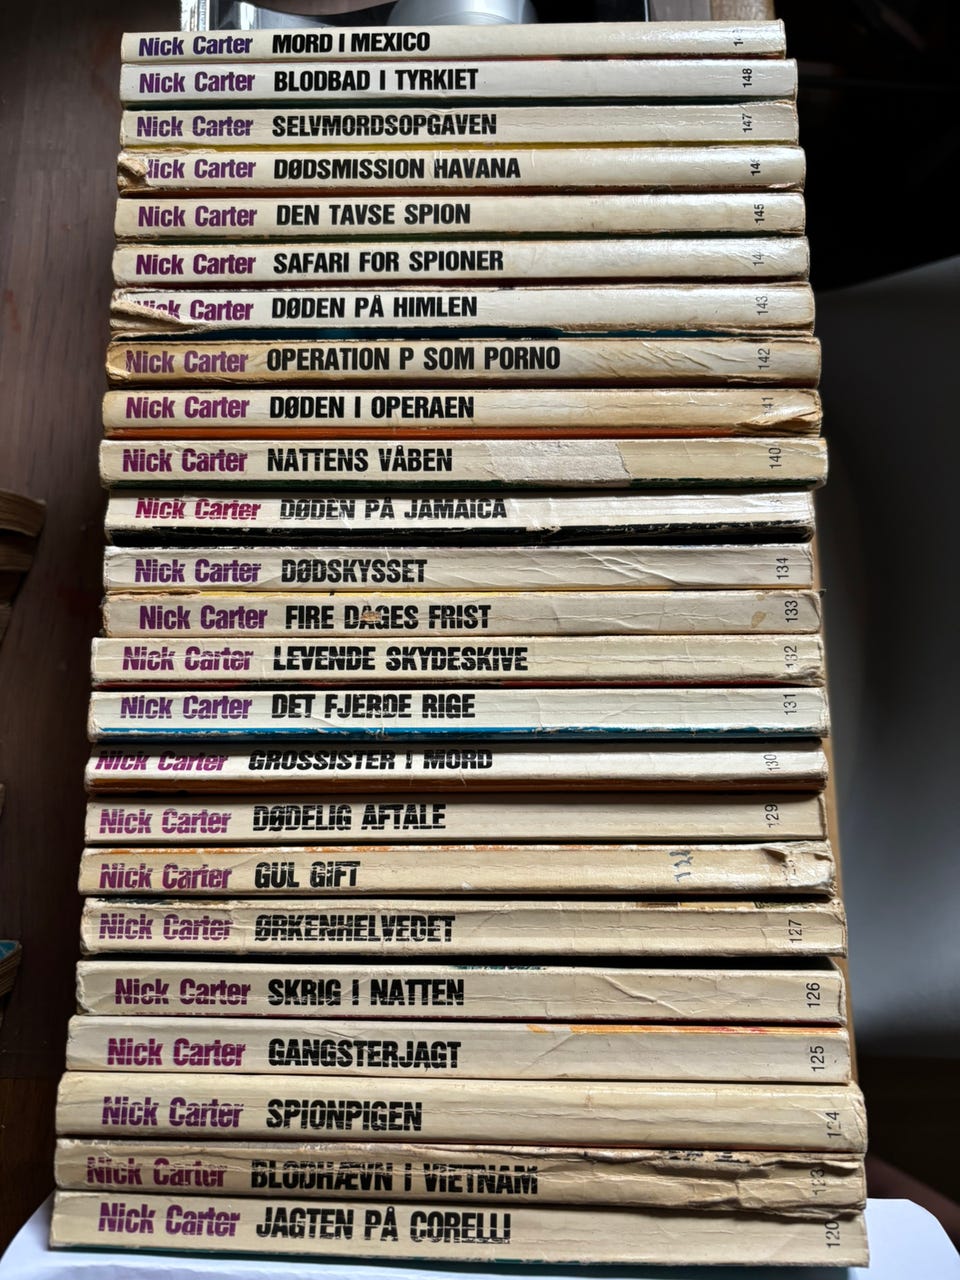 Nick Carter MORD I MEXICO
Nick Carter BLODBAD I TYRKIET 148
Nick Carter SELVMORDSOPGAVEN 147
Nick Carter DØDSMISSION HAVANA
Nick Carter DEN TAVSE SPION 145
Nick Carter SAFARI FOR SPIONER
Nick Carter DØDEN PÅ HIMLEN 143
Nick Carter OPERATION P SOM PORNO 142
Nick Carter DØDEN I OPERAEN 141
Nick Carter NATTENS VÅBEN 140
Nick Carter DØDEN PÅ JAMAICA
Nick Carter DØDSKYSSET 134
Nick Carter FIRE DAGES FRIST 133
Nick Carter LEVENDE SKYDESKIVE 132
Nick Carter DET FJERDE RIGE 131
Nick Carter GROSSISTER I MORD 130
Nick Carter DØDELIG AFTALE 129
Nick Carter GUL GIFT 128
Nick Carter ØRKENHELVEDET 127
Nick Carter SKRIG I NATTEN 126
Nick Carter GANGSTERJAGT 125
Nick Carter SPIONPIGEN 124
Nick Carter BLODHÆVN I VIETNAM 123
Nick Carter JAGTEN PÅ CORELLI 120